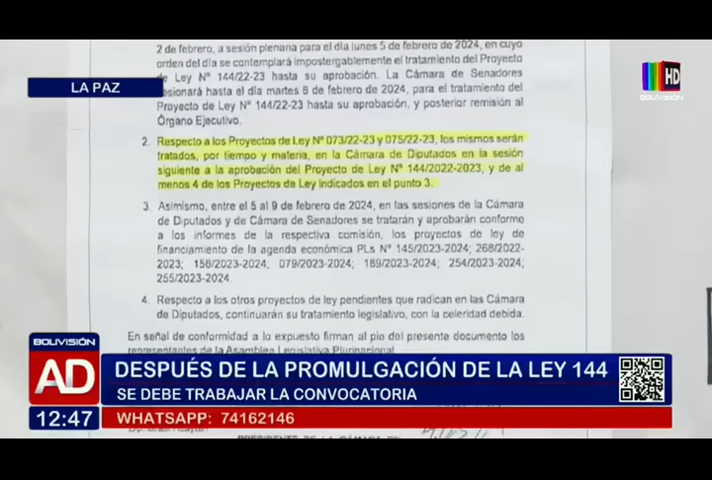 2 de febrero, a sesión plenaria para el día lunes 5 de febrero de 2024, en cuyo
orden del día se contemplará impostergablemente el tratamiento del Proyecto
de Ley N° 144/22-23 hasta su aprobación. La Cámara de Senadores
sesionará hasta el día martes 6 de febrero de 2024, para el tratamiento del
Proyecto de Ley N° 144/22-23 hasta su aprobación, y posterior remisión al
Órgano Ejecutivo.
LA PAZ
HD
BOLIVISIÓN
2. Respecto a los Proyectos de Ley N° 073/22-23 y 075/22-23, los mismos serán
tratados, por tiempo y materia, en la Cámara de Diputados en la sesión
siguiente a la aprobación del Proyecto de Ley N° 144/2022-2023, y de al
menos 4 de los Proyectos de Ley indicados en el punto 3.
3. Asimismo, entre el 5 al 9 de febrero de 2024, en las sesiones de la Cámara
de Diputados y de Cámara de Senadores se tratarán y aprobarán conforme
a los informes de la respectiva comisión, los proyectos de ley de
financiamiento de la agenda económica PLs N° 145/2023-2024; 268/2022-
2023; 158/2023-2024; 079/2023-2024; 189/2023-2024; 254/2023-2024;
255/2023-2024.
4. Respecto a los otros proyectos de ley pendientes que radican en las Cámara
de Diputados, continuarán su tratamiento legislativo, con la celeridad debida.
En señal de conformidad a lo expuesto firman al pie del presente documento los
representantes de la Asamblea Legislativa Plurinacional
BOLIVISIÓN
AD
DESPUÉS DE LA PROMULGACIÓN DE LA LEY 144
SE DEBE TRABAJAR LA CONVOCATORIA
12:47
WHATSAPP: 74162146